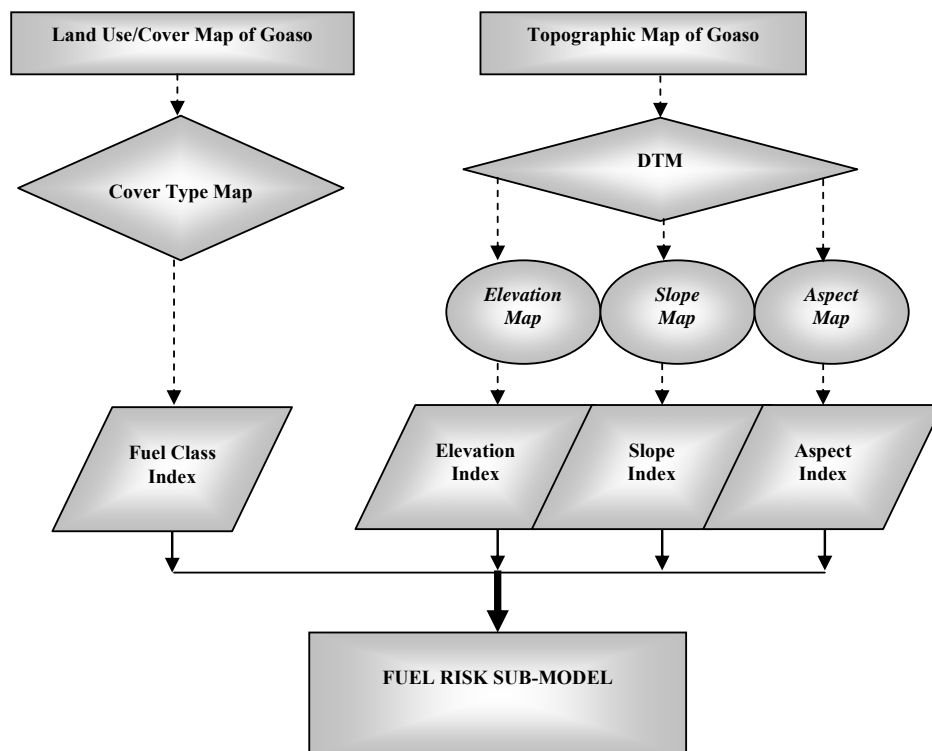 Land Use/Cover Map of Goaso
Topographic Map of Goaso
DTM
Cover Type Map
Elevation
Map
Slope
Map
Aspect
Map
Fuel Class
Index
Elevation
Index
Slope
Index
Aspect
Index
FUEL RISK SUB-MODEL